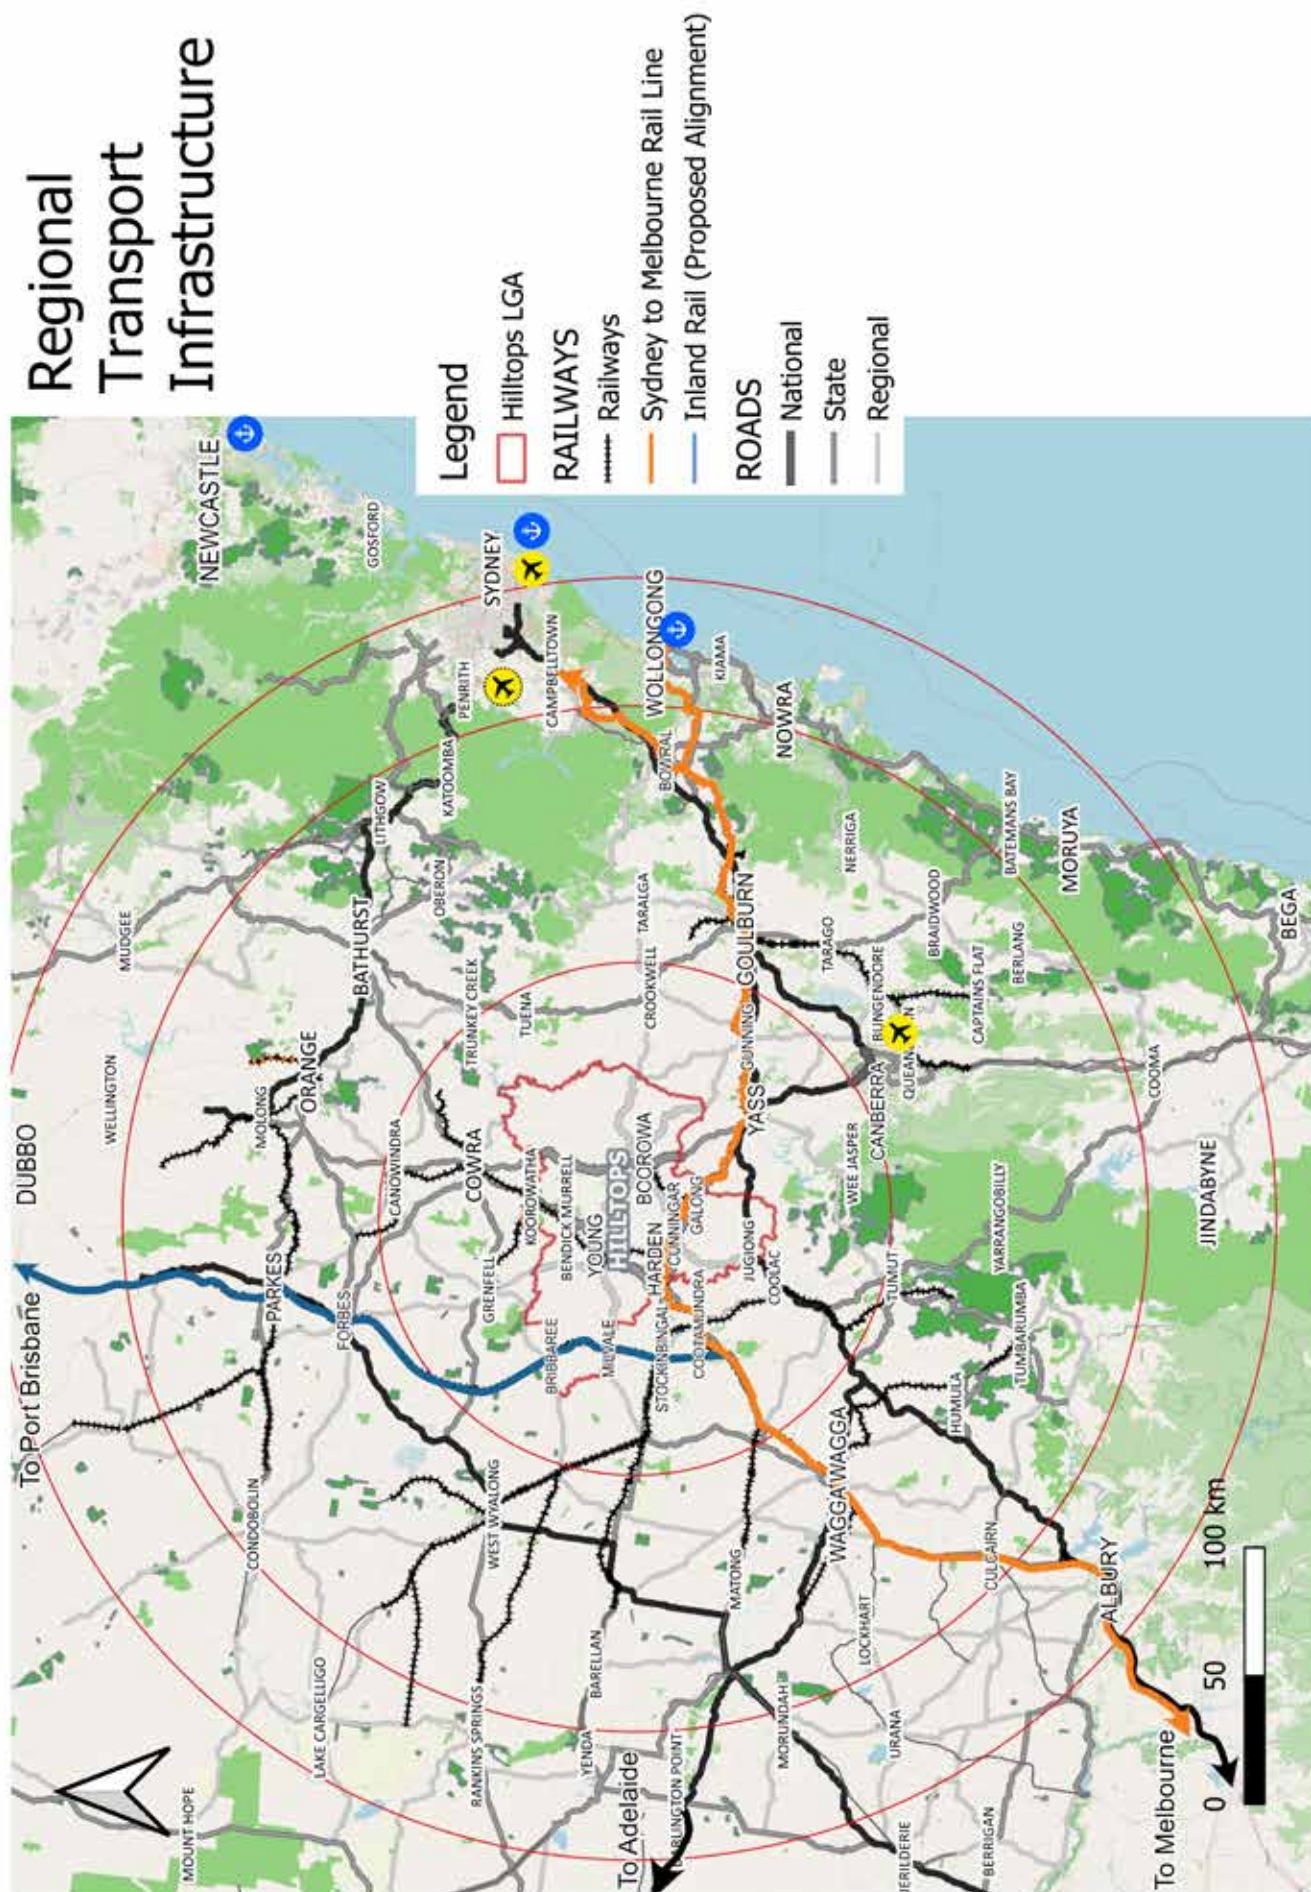 Regional
Transport
Infrastructure
Legend
Hilltops LGA
RAILWAYS
Railways
Sydney to Melbourne Rail Line
Inland Rail (Proposed Alignment)
ROADS
National
State
Regional
To Port Brisbane
DUBBO
NEWCASTLE
MUDGEE
WELLINGTON
MOUNT HOPE
CONDOBOLIN
PARKES
MOLONG
ORANGE
BATHURST
LITHGOW
GOSFORD
LAKE CARGELLIGO
FORBES
CANOWINDRA
OBERON
KATOOMBA
PENRITH
SYDNEY
RANKINS SPRINGS
WEST WYALONG
GRENFELL
COWRA
TRUNKEY CREEK
KOOROWATHA
TUENA
CAMPBELLTOWN
BRIBBAREE
BENDICK MURRELL
YENDA
BARELLAN
MILVALE
YOUNG
HILLTOPS
BOOROWA
TARALGA
CROOKWELL
WOLLONGONG
To Adelaide
STOCKINBINGAL
HARDEN
CUNNINGAR
BOWRAL
KIAMA
COOTAMUNDRA
GALONG
DARLINGTON POINT
MATONG
JUGIONG
YASS
GUNNING
GOULBURN
COOLAC
NOWRA
MORUNDAH
WAGGA WAGGA
TARAGO
NERRIGA
LOCKHART
WEE JASPER
CANBERRA
BUNGENDORE
URANA
TUMUT
BRAIDWOOD
JERILDERIE
HUMULA
CULCAIRN
CAPTAINS FLAT
BATEMANS BAY
BERRIGAN
TUMBARUMBA
YARRANGOBILLY
BERLANG
MORUYA
ALBURY
COOMA
To Melbourne
JINDABYNE
BEGA
0
50
100 km